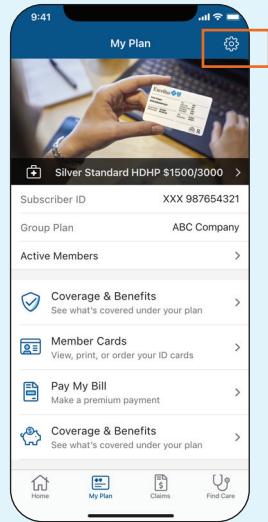 9:41
My Plan
Excellus
Silver Standard HDHP $1500/3000
Subscriber ID XXX 987654321
Group Plan ABC Company
Active Members
Coverage & Benefits
See what's covered under your plan
Member Cards
View, print, or order your ID cards
Pay My Bill
Make a premium payment
Coverage & Benefits
See what's covered under your plan
Home My Plan Claims Find Care